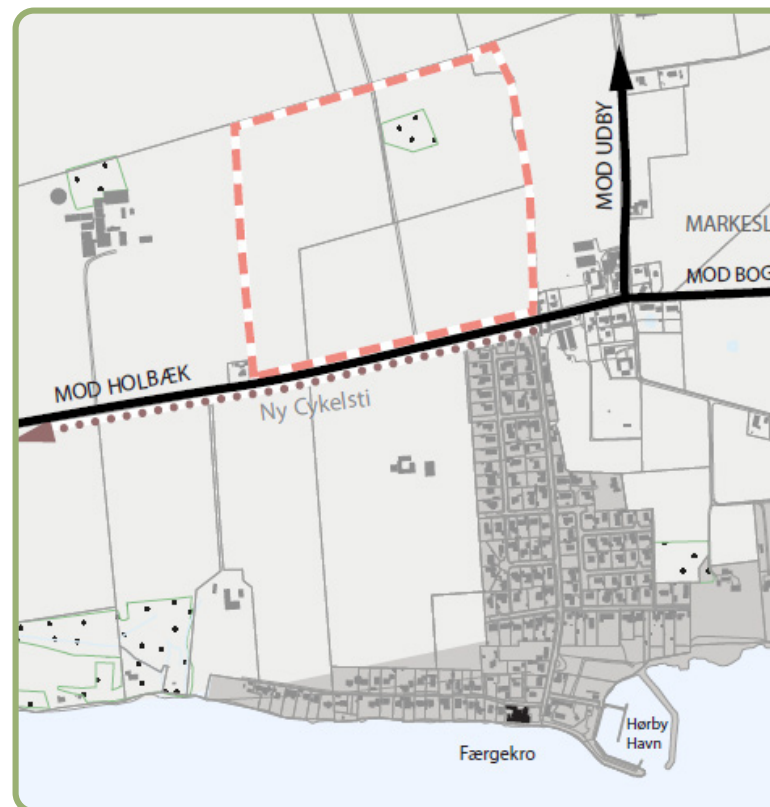 MOD UDBY
MARKESL
MOD BOG
MOD HOLBÆK
Ny Cykelsti
Færgekro
Hørby
Havn